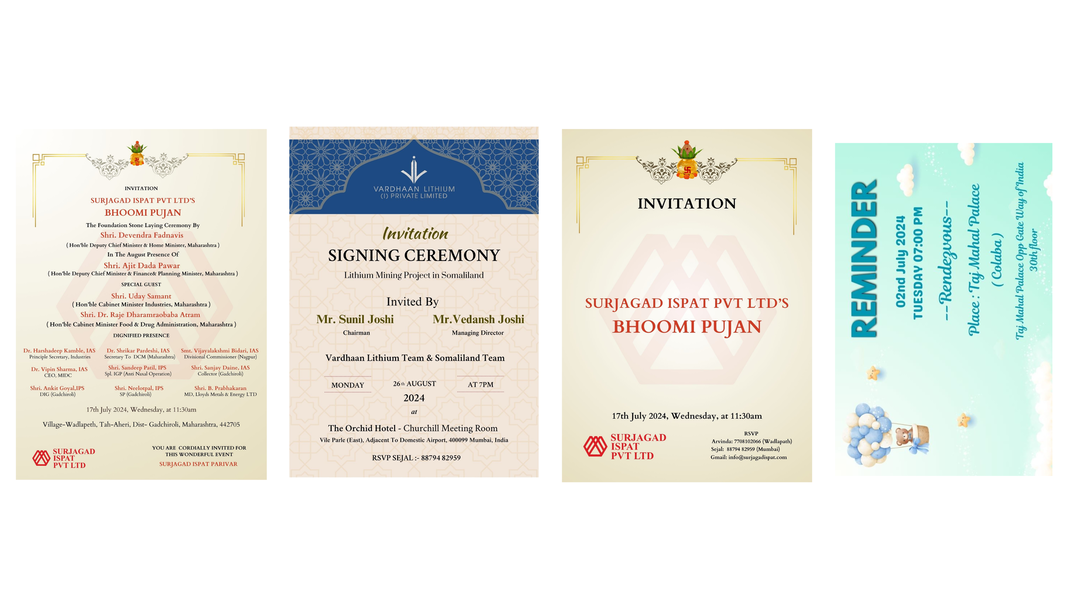 INVITATION
SURJAGAD ISPAT PVT LTD'S
BHOOMI PUJAN
The Foundation Stone Laying Ceremony By
Shri. Devendra Fadnavis
( Hon'ble Deputy Chief Minister & Home Minister, Maharashtra )
In The August Presence Of
Shri. Ajit Dada Pawar
( Hon'ble Deputy Chief Minister & Finance& Planning Minister, Maharashtra )
SPECIAL GUEST
Shri. Uday Samant
( Hon'ble Cabinet Minister Industries, Maharashtra )
Shri. Dr. Raje Dharamraobaba Atram
( Hon'ble Cabinet Minister Food & Drug Administration, Maharashtra )
DIGNIFIED PRESENCE
Dr. Harshadeep Kamble, IAS
Principle Secretary, Industries
Dr. Shrikar Pardeshi, IAS
Secretary To DCM (Maharashtra)
Smt. Vijayalakshmi Bidari, IAS
Divisional Commissioner (Nagpur)
Dr. Vipin Sharma, IAS
CEO, MIDC
Shri. Sandeep Patil, IPS
Spl. IGP (Anti Naxal Operation)
Shri. Sanjay Daine, IAS
Collector (Gadchiroli)
Shri. Ankit Goyal,IPS
DIG (Gadchiroli)
Shri. Neelotpal, IPS
SP (Gadchiroli)
Shri. B. Prabhakaran
MD, Lloyds Metals & Energy LTD
17th July 2024, Wednesday, at 11:30am
Village-Wadlapeth, Tah-Aheri, Dist- Gadchiroli, Maharashtra, 442705
SURJAGAD
ISPAT
PVT LTD
YOU ARE CORDIALLY INVITED FOR
THIS WONDERFUL EVENT
SURJAGAD ISPAT PARIVAR
VARDHAAN LITHIUM
(I) PRIVATE LIMITED
Invitation
SIGNING CEREMONY
Lithium Mining Project in Somaliland
Invited By
Mr. Sunil Joshi
Chairman
Mr.Vedansh Joshi
Managing Director
Vardhaan Lithium Team & Somaliland Team
MONDAY
26th AUGUST
2024
AT 7PM
at
The Orchid Hotel - Churchill Meeting Room
Vile Parle (East), Adjacent To Domestic Airport, 400099 Mumbai, India
RSVP SEJAL :- 88794 82959
INVITATION
SURJAGAD ISPAT PVT LTD'S
BHOOMI PUJAN
17th July 2024, Wednesday, at 11:30am
SURJAGAD
ISPAT
PVT LTD
RSVP
Arvinda: 7708102066 (Wadlapath)
Sejal: 88794 82959 (Mumbai)
Gmail: info@surjagadispat.com
REMINDER
02nd July 2024
TUESDAY 07:00 PM
--Rendezvous--
Place : Taj Mahal Palace
( Colaba )
Taj Mahal Palace Opp Gate Way of India
30th floor